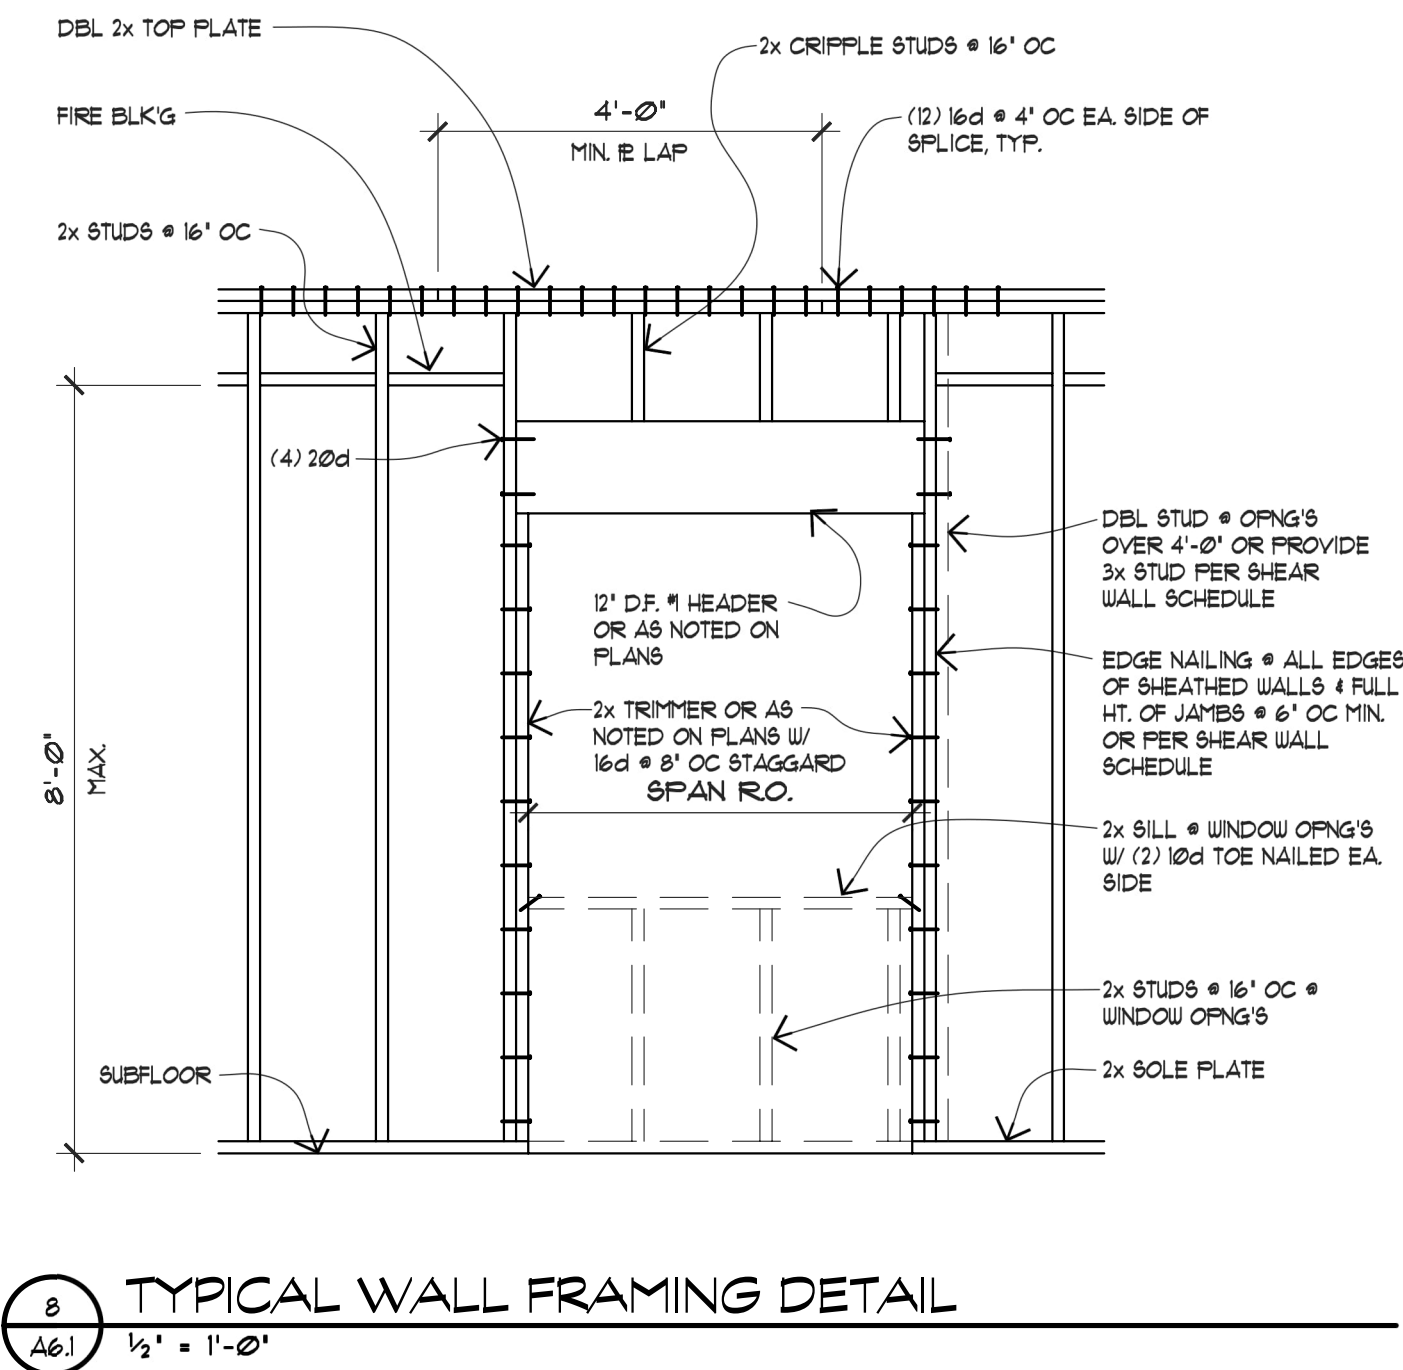 DBL 2x TOP PLATE
2x CRIPPLE STUDS @ 16" OC
FIRE BLK'G
4'-0"
MIN. PL LAP
(12) 16d @ 4" OC EA. SIDE OF
SPLICE, TYP.
2x STUDS @ 16" OC
(4) 20d
12" D.F. #1 HEADER
OR AS NOTED ON
PLANS
2x TRIMMER OR AS
NOTED ON PLANS W/
16d @ 8" OC STAGGARD
SPAN R.O.
DBL STUD @ OPNG'S
OVER 4'-0" OR PROVIDE
3x STUD PER SHEAR
WALL SCHEDULE
EDGE NAILING @ ALL EDGES
OF SHEATHED WALLS & FULL
HT. OF JAMBS @ 6" OC MIN.
OR PER SHEAR WALL
SCHEDULE
8'-0"
MAX.
2x SILL @ WINDOW OPNG'S
W/ (2) 10d TOE NAILED EA.
SIDE
2x STUDS @ 16" OC @
WINDOW OPNG'S
SUBFLOOR
2x SOLE PLATE
8
A6.1
TYPICAL WALL FRAMING DETAIL
1/2" = 1'-0"